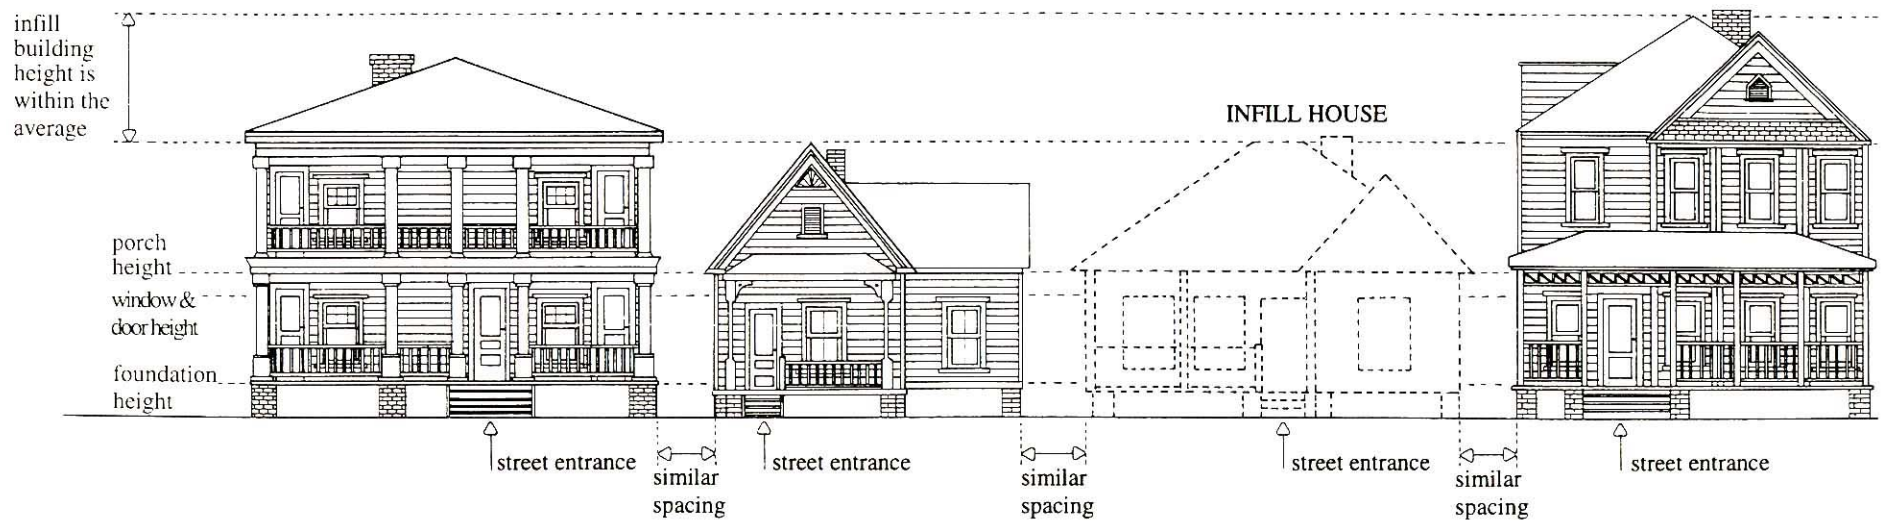 infill
building
height is
within the
average
INFILL HOUSE
porch
height
window &
door height
foundation
height
street entrance
similar
spacing
street entrance
similar
spacing
street entrance
similar
spacing
street entrance